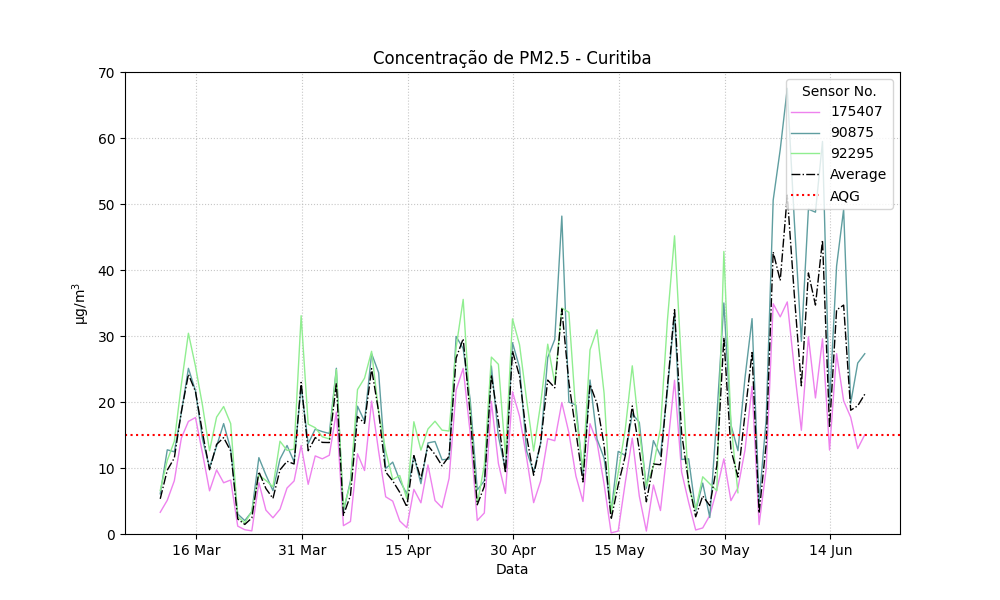 Concentração de PM2.5 - Curitiba
70
60
50
40
30
20
10
0
µg/m³
Sensor No.
175407
90875
92295
Average
AQG
16 Mar 31 Mar 15 Apr 30 Apr 15 May 30 May 14 Jun
Data